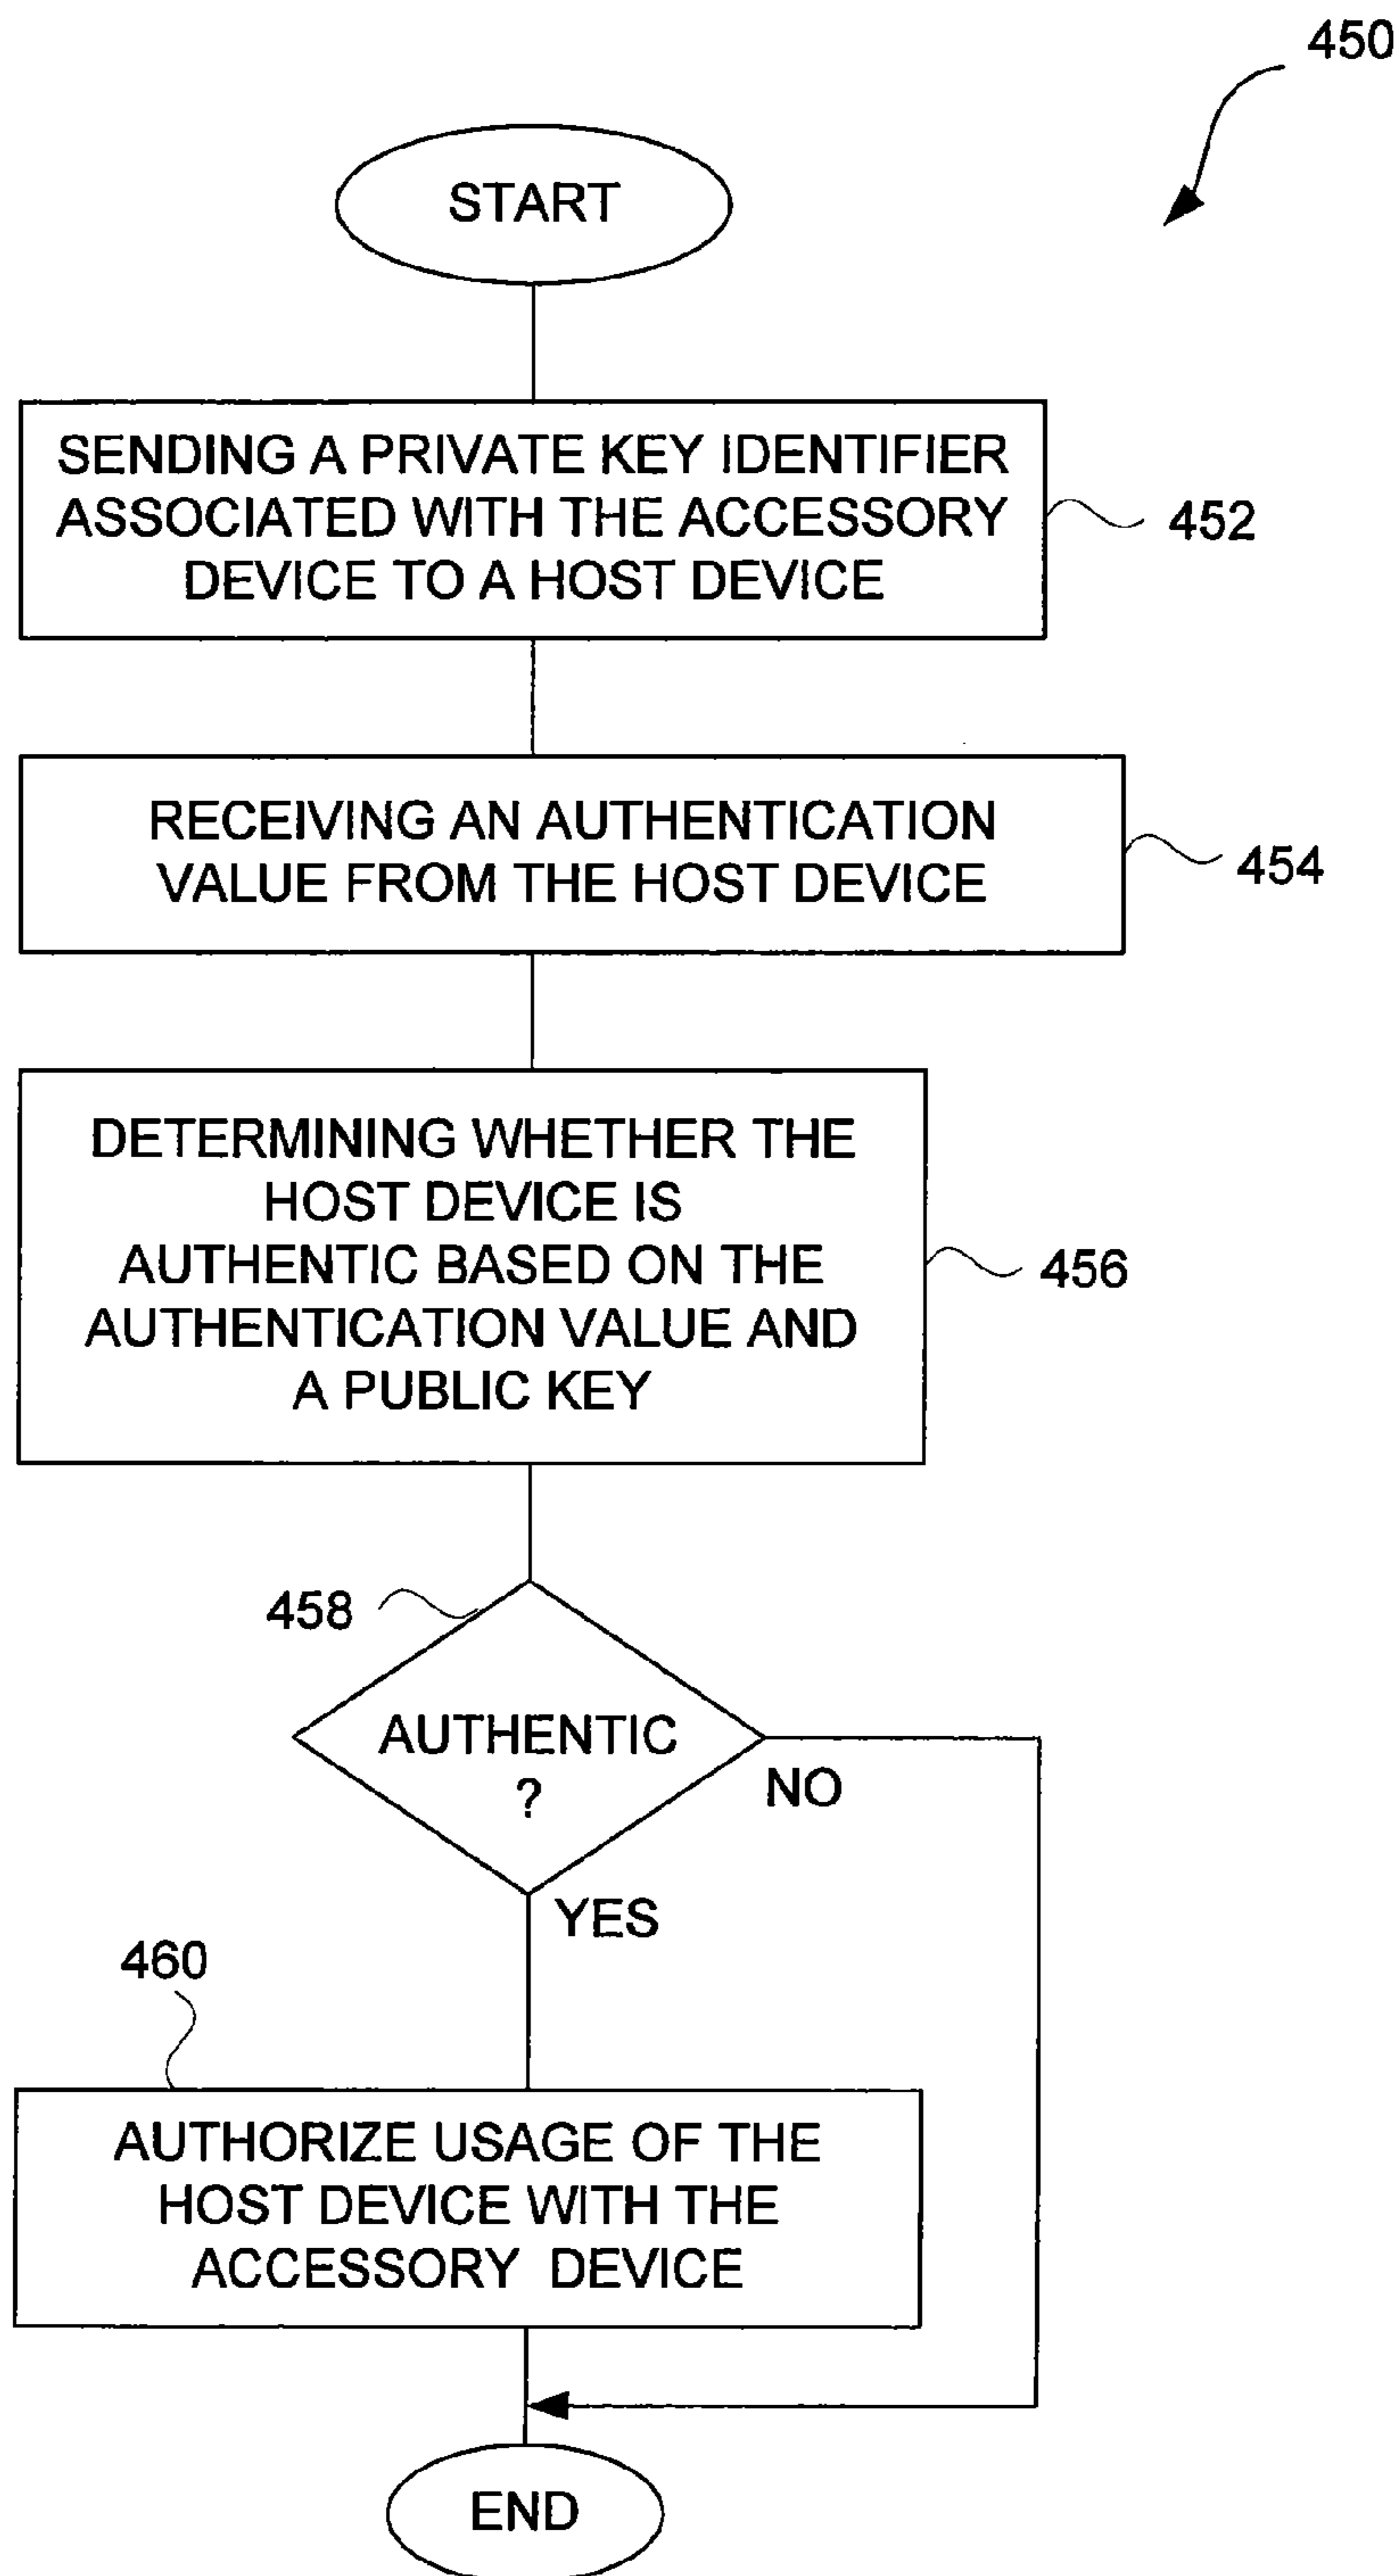 450
START
SENDING A PRIVATE KEY IDENTIFIER
ASSOCIATED WITH THE ACCESSORY
DEVICE TO A HOST DEVICE
452
RECEIVING AN AUTHENTICATION
VALUE FROM THE HOST DEVICE
454
DETERMINING WHETHER THE
HOST DEVICE IS
AUTHENTIC BASED ON THE
AUTHENTICATION VALUE AND
A PUBLIC KEY
456
458
AUTHENTIC
?
NO
YES
460
AUTHORIZE USAGE OF THE
HOST DEVICE WITH THE
ACCESSORY DEVICE
END